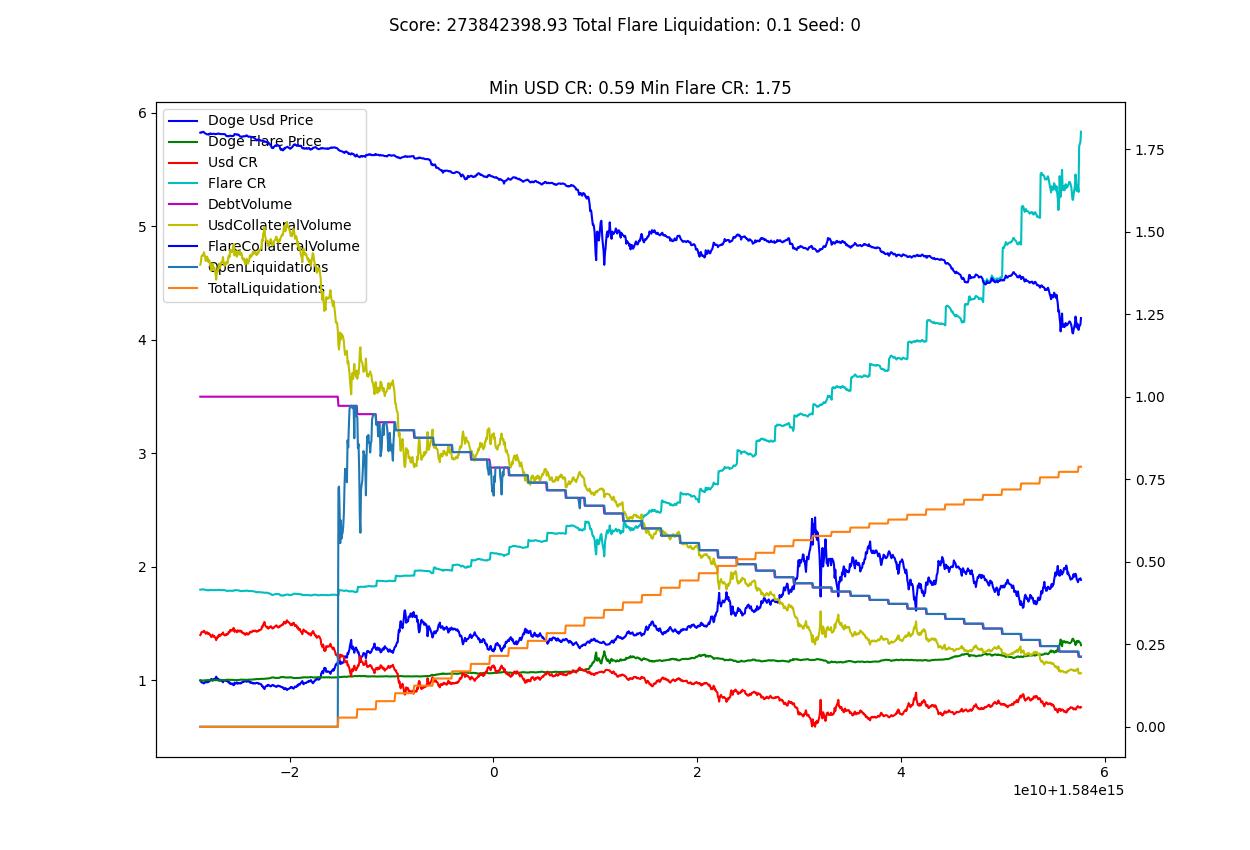 Score: 273842398.93 Total Flare Liquidation: 0.1 Seed: 0
Min USD CR: 0.59 Min Flare CR: 1.75
Doge Usd Price
Doge Flare Price
Usd CR
Flare CR
DebtVolume
UsdCollateralVolume
FlareCollateralVolume
OpenLiquidations
TotalLiquidations
6
5
4
3
2
1
1.75
1.50
1.25
1.00
0.75
0.50
0.25
0.00
−2
0
2
4
6
1e10+1.584e15